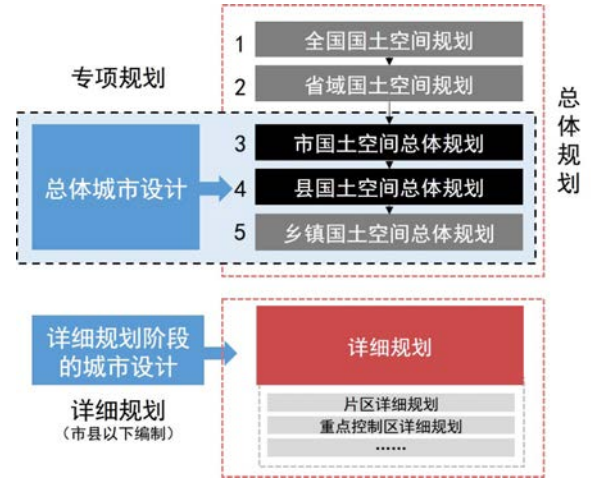 专项规划
1 全国国土空间规划
2 省域国土空间规划
总体规划
总体城市设计
3 市国土空间总体规划
4 县国土空间总体规划
5 乡镇国土空间总体规划
详细规划阶段
的城市设计
详细规划
(市县以下编制)
详细规划
片区详细规划
重点控制区详细规划
......